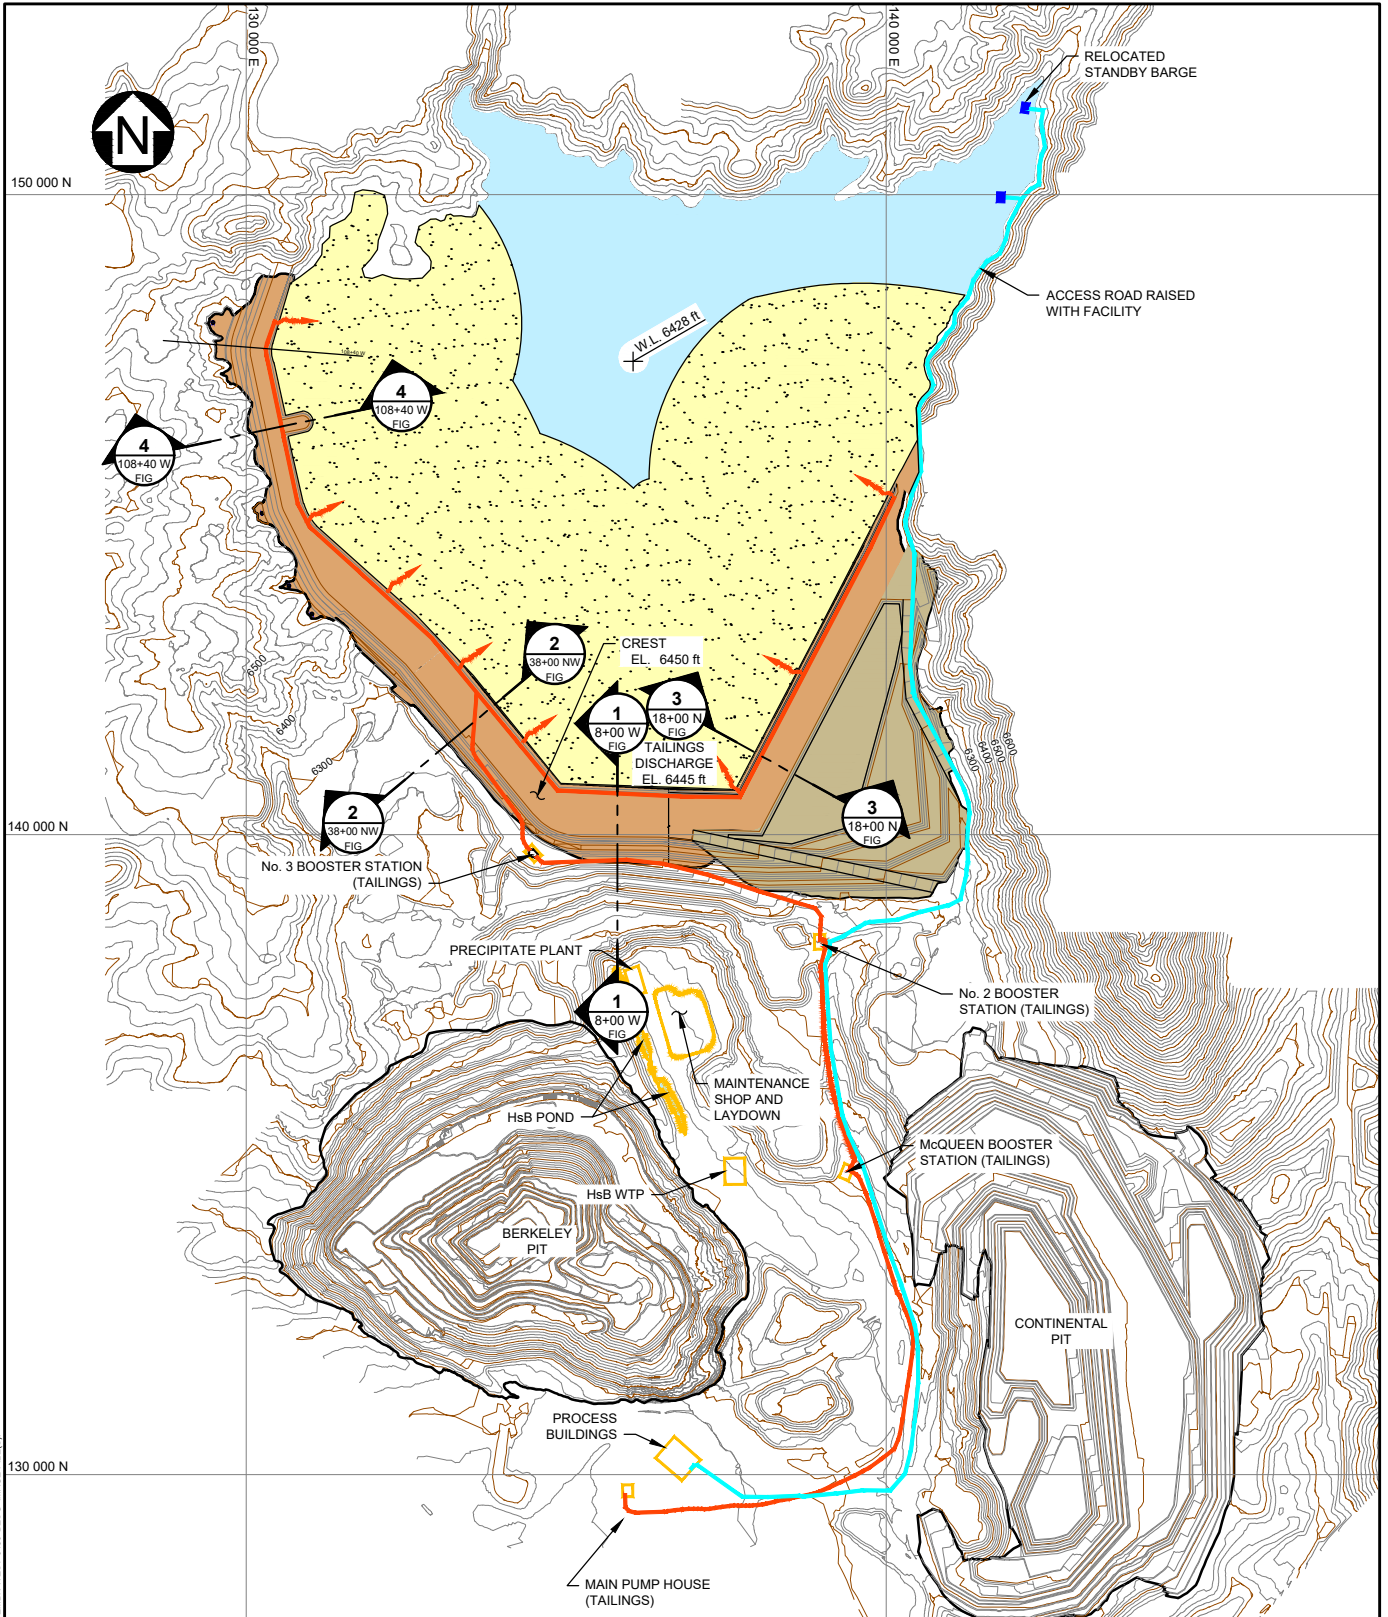 130 000 E
140 000 E
RELOCATED
STANDBY BARGE
N
150 000 N
ACCESS ROAD RAISED
WITH FACILITY
W.L. 6428 ft
108+40 W
4
108+40 W
FIG
4
108+40 W
FIG
2
38+00 NW
FIG
CREST
EL. 6450 ft
1
8+00 W
FIG
3
18+00 N
FIG
TAILINGS
DISCHARGE
EL. 6445 ft
6500
6400
6300
6600
6500
6400
6300
2
38+00 NW
FIG
3
18+00 N
FIG
140 000 N
No. 3 BOOSTER STATION
(TAILINGS)
PRECIPITATE PLANT
No. 2 BOOSTER
STATION (TAILINGS)
1
8+00 W
FIG
MAINTENANCE
SHOP AND
LAYDOWN
HsB POND
McQUEEN BOOSTER
STATION (TAILINGS)
HsB WTP
BERKELEY
PIT
CONTINENTAL
PIT
PROCESS
BUILDINGS
130 000 N
MAIN PUMP HOUSE
(TAILINGS)